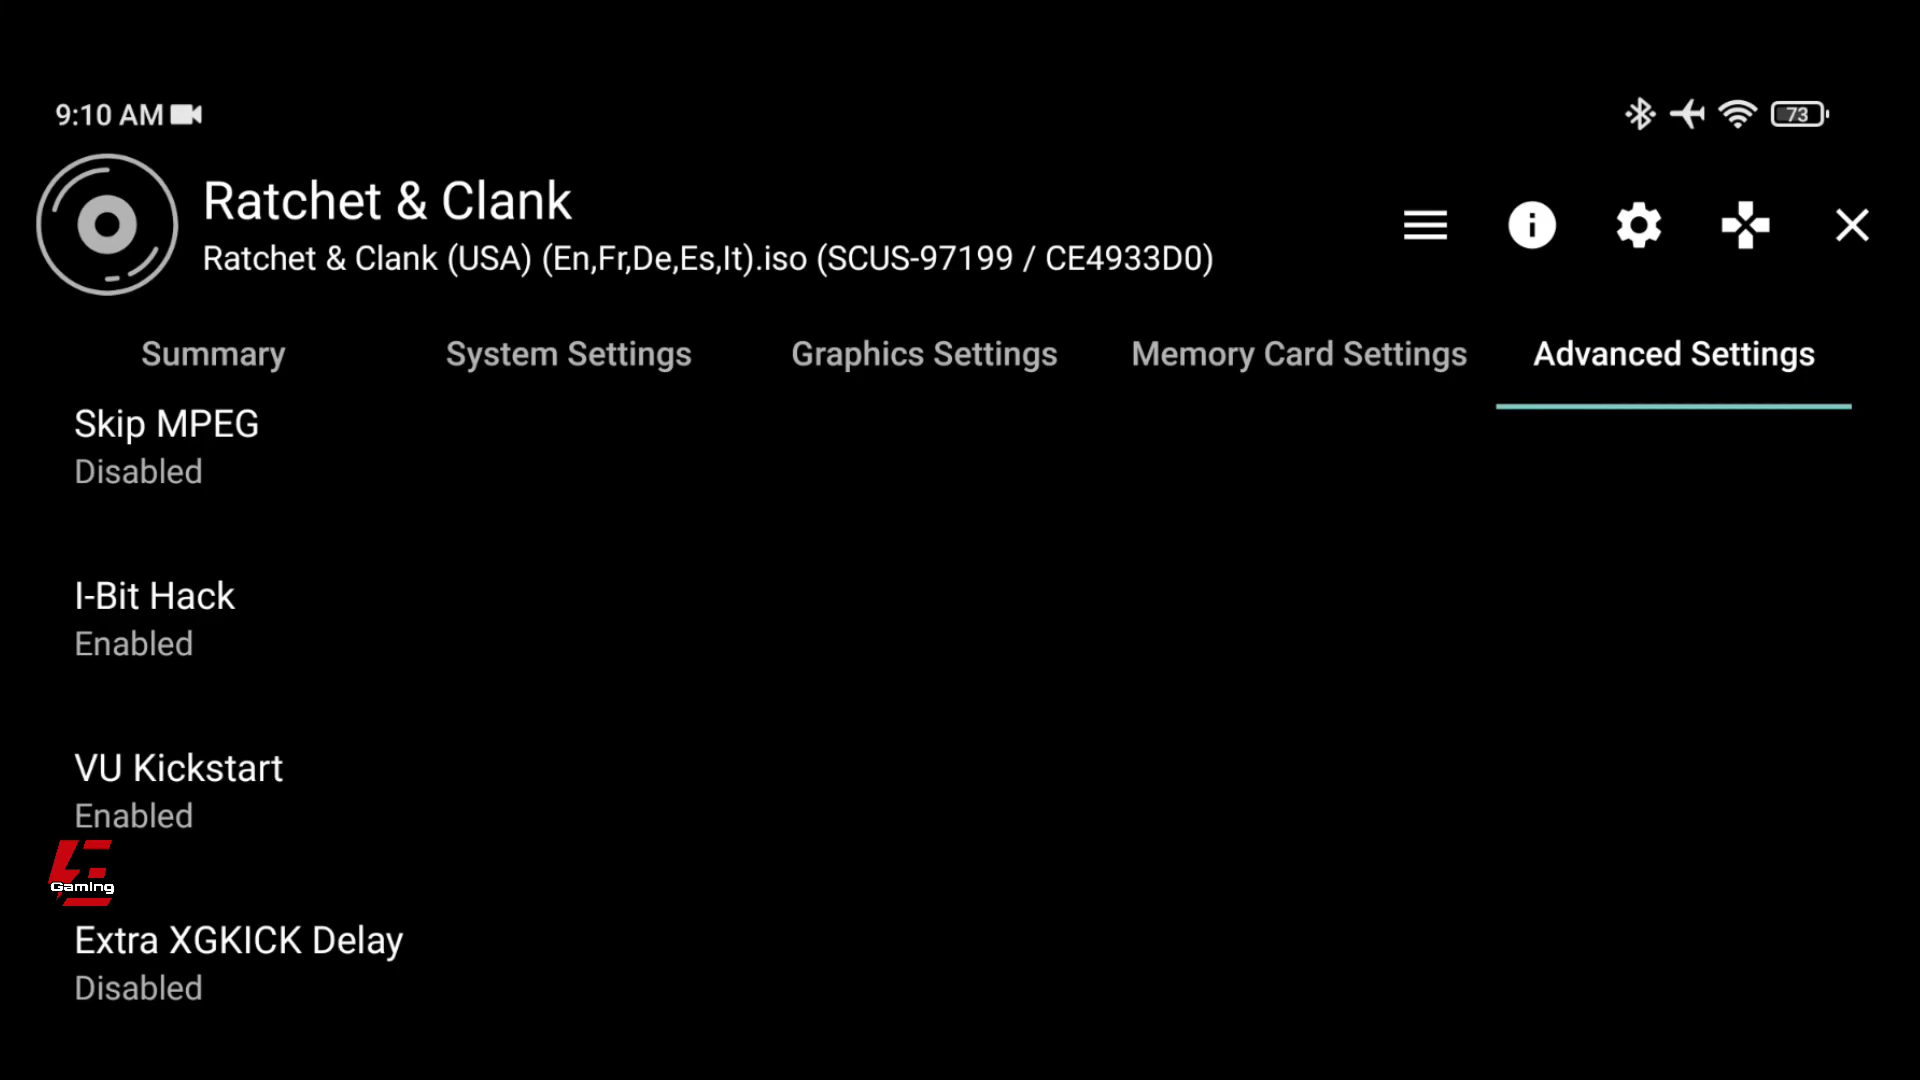 9:10 AM
73
Ratchet & Clank
Ratchet & Clank (USA) (En,Fr,De,Es,It).iso (SCUS-97199 / CE4933D0)
Summary
System Settings
Graphics Settings
Memory Card Settings
Advanced Settings
Skip MPEG
Disabled
I-Bit Hack
Enabled
VU Kickstart
Enabled
Gaming
Extra XGKICK Delay
Disabled